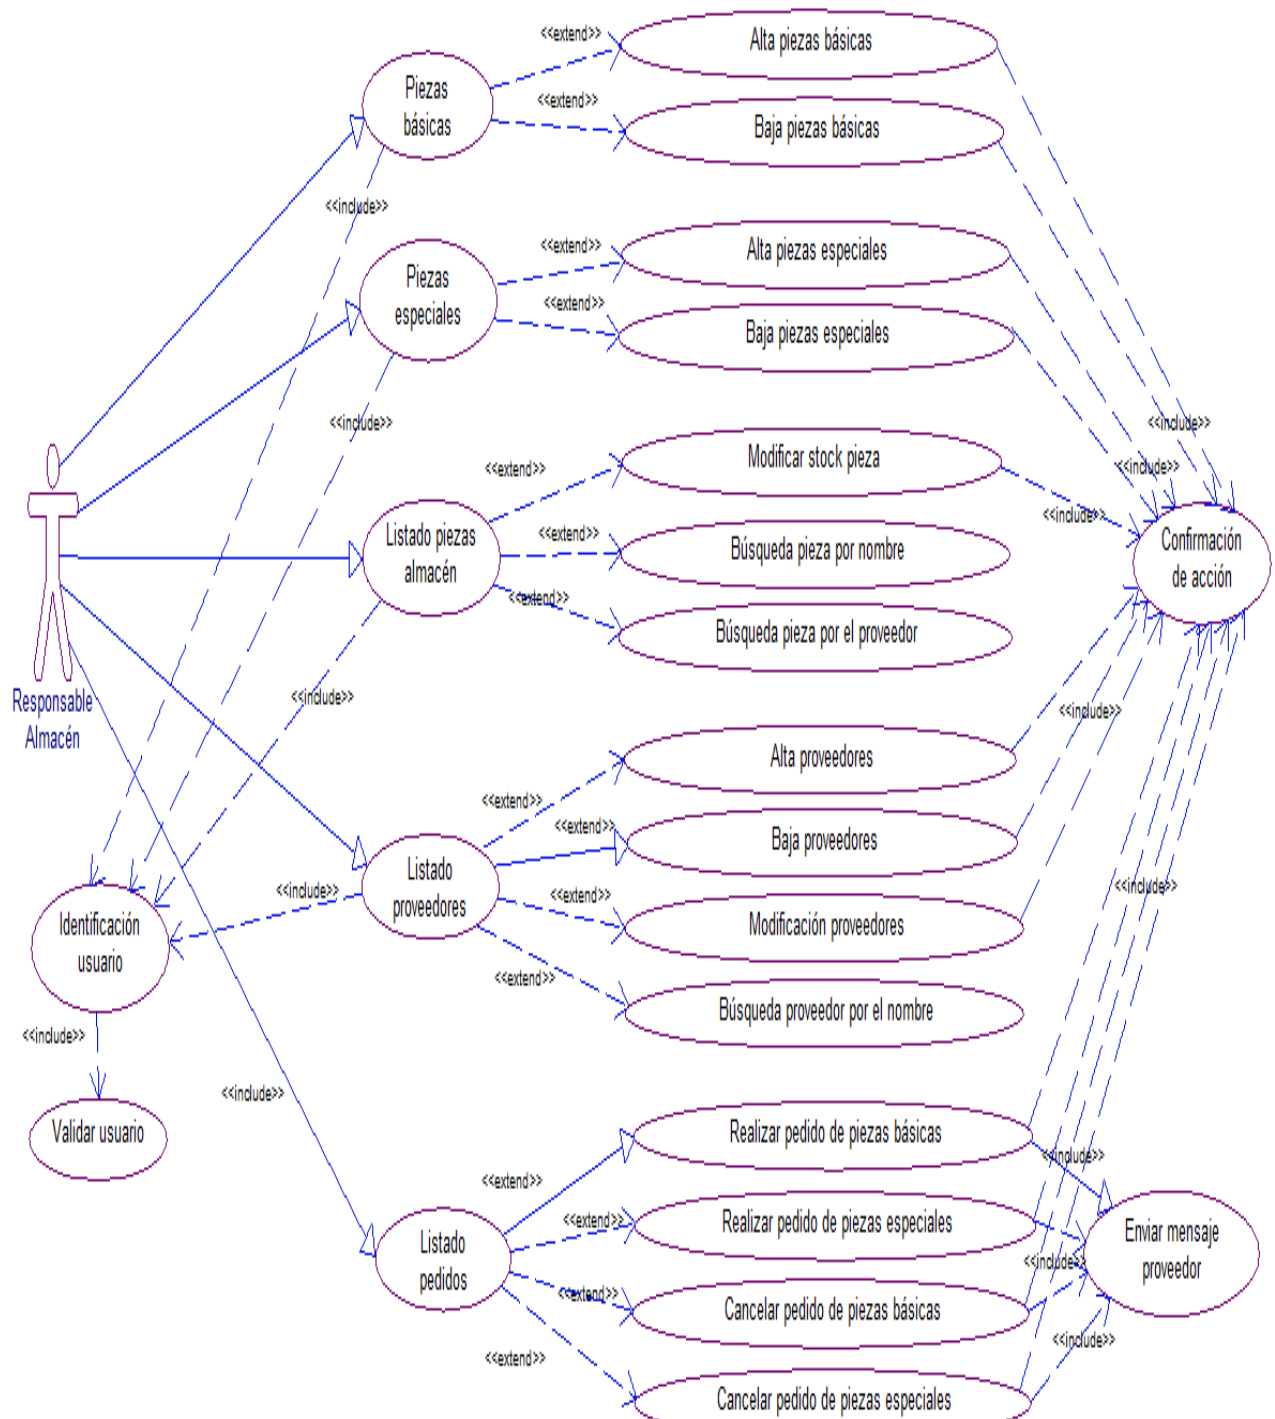 <<extend>>
Alta piezas básicas
Piezas
básicas
<<extend>>
Baja piezas básicas
<<include>>
<<extend>>
Alta piezas especiales
Piezas
especiales
<<extend>>
Baja piezas especiales
<<include>>
<<include>>
<<extend>>
Modificar stock pieza
<<include>>
<<include>>
Listado piezas
almacén
Búsqueda pieza por nombre
Confirmación
de acción
<<extend>>
Búsqueda pieza por el proveedor
Responsable
Almacén
<<include>>
<<include>>
Alta proveedores
<<extend>>
<<extend>>
Baja proveedores
Listado
proveedores
<<include>>
<<include>>
<<extend>>
Modificación proveedores
Identificación
usuario
<<extend>>
Búsqueda proveedor por el nombre
<<include>>
<<include>>
Validar usuario
Realizar pedido de piezas básicas
<<include>>
<<extend>>
<<extend>>
Realizar pedido de piezas especiales
Listado
pedidos
Enviar mensaje
proveedor
<<include>>
<<extend>>
Cancelar pedido de piezas básicas
<<include>>
<<extend>>
Cancelar pedido de piezas especiales